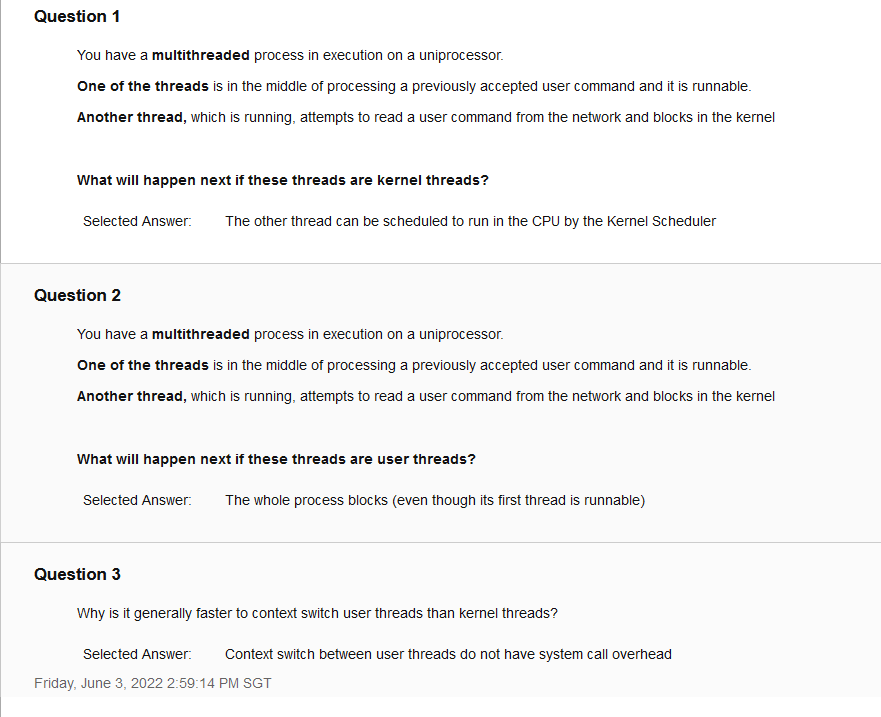 Question 1
You have a multithreaded process in execution on a uniprocessor.
One of the threads is in the middle of processing a previously accepted user command and it is runnable.
Another thread, which is running, attempts to read a user command from the network and blocks in the kernel
What will happen next if these threads are kernel threads?
Selected Answer: The other thread can be scheduled to run in the CPU by the Kernel Scheduler
Question 2
You have a multithreaded process in execution on a uniprocessor.
One of the threads is in the middle of processing a previously accepted user command and it is runnable.
Another thread, which is running, attempts to read a user command from the network and blocks in the kernel
What will happen next if these threads are user threads?
Selected Answer: The whole process blocks (even though its first thread is runnable)
Question 3
Why is it generally faster to context switch user threads than kernel threads?
Selected Answer: Context switch between user threads do not have system call overhead
Friday, June 3, 2022 2:59:14 PM SGT